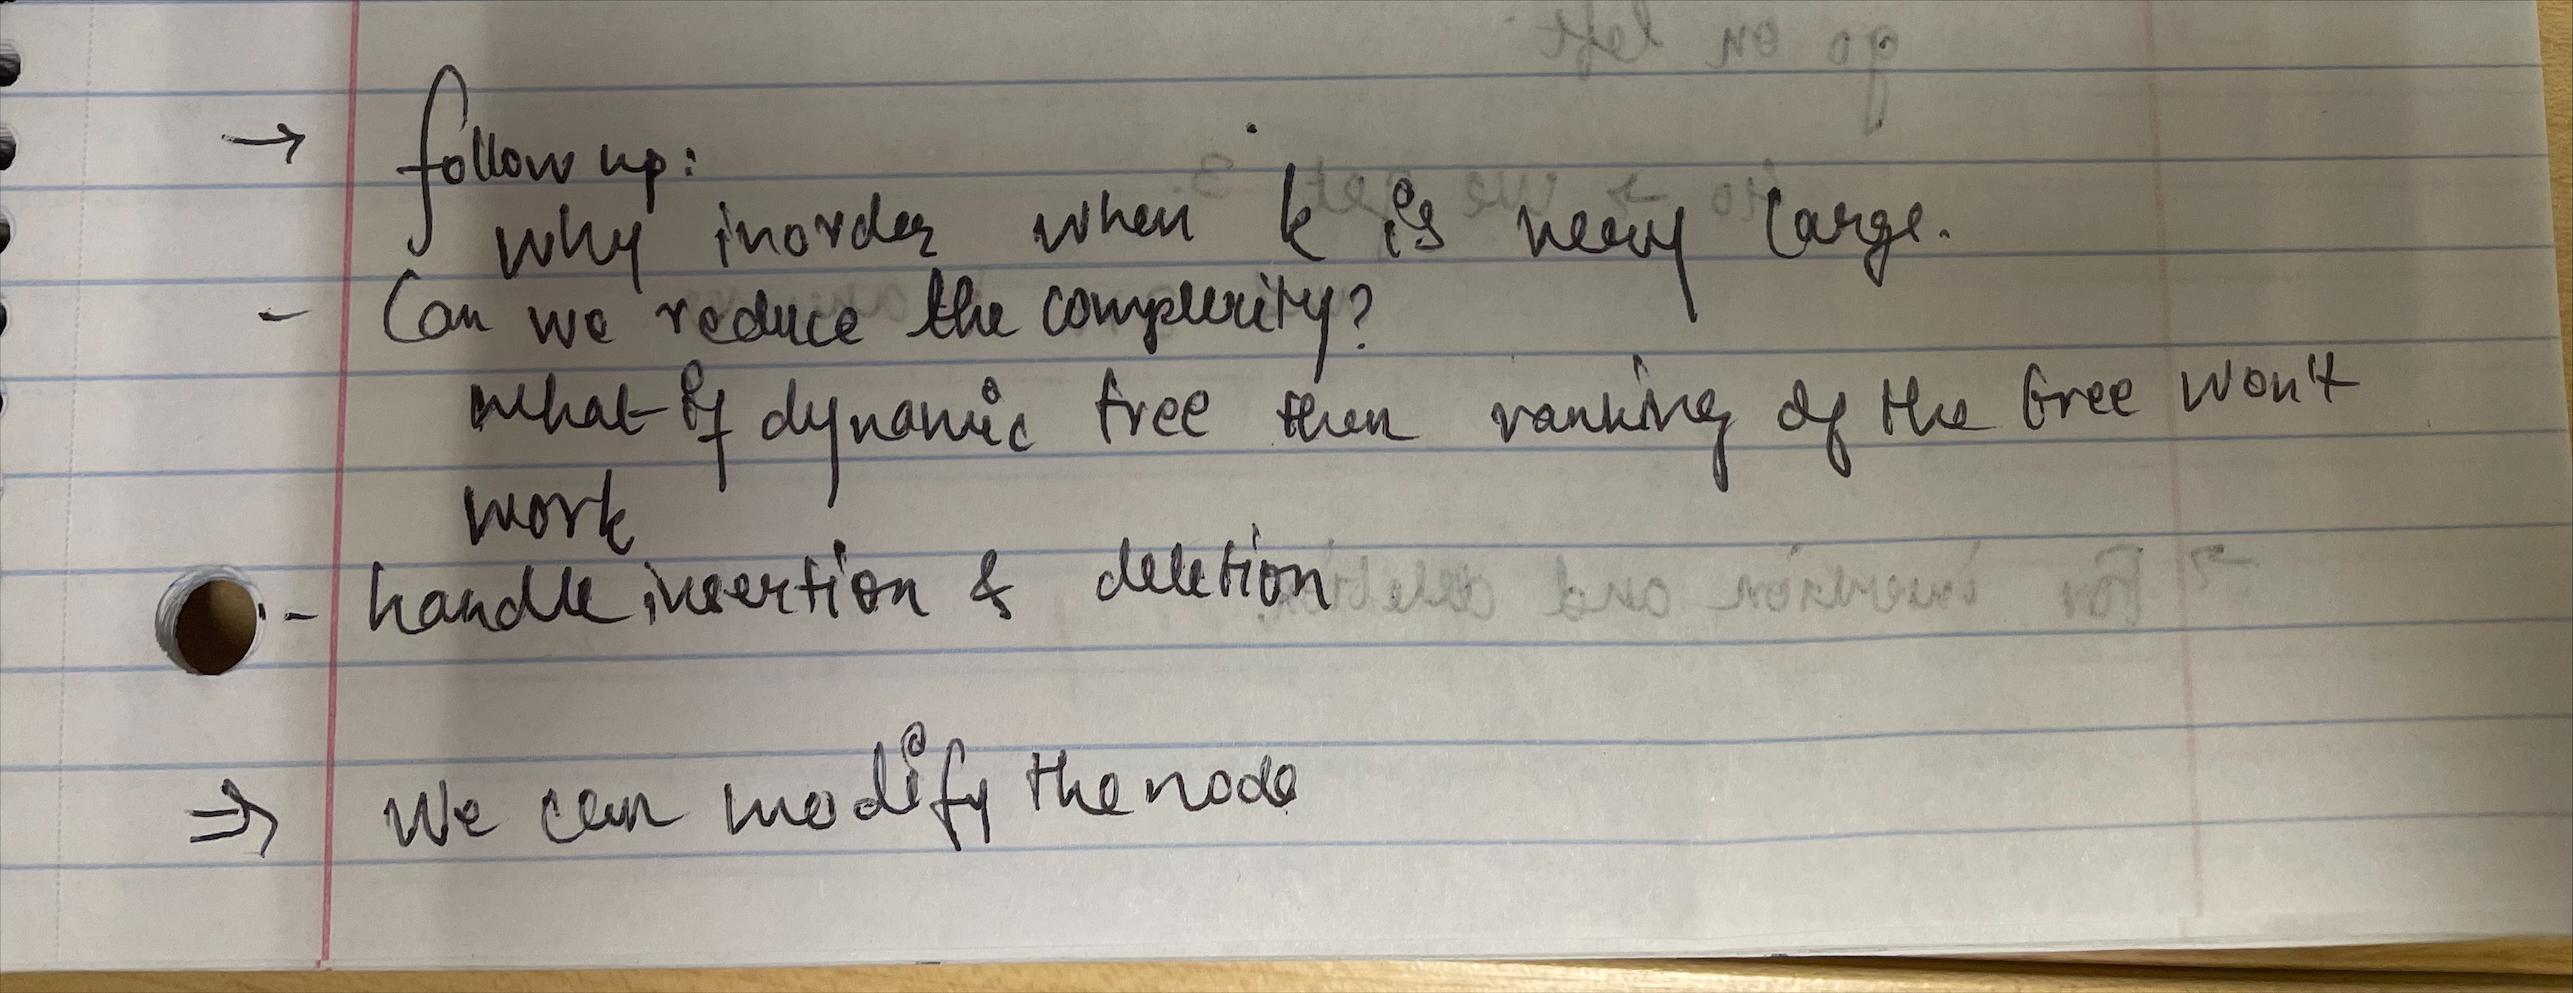 → follow up:
why inorder when k is very large.
- Can we reduce the complexity?
what if dynamic tree then ranking of the tree won't
work
- handle insertion & deletion
⇒ We can modify the node